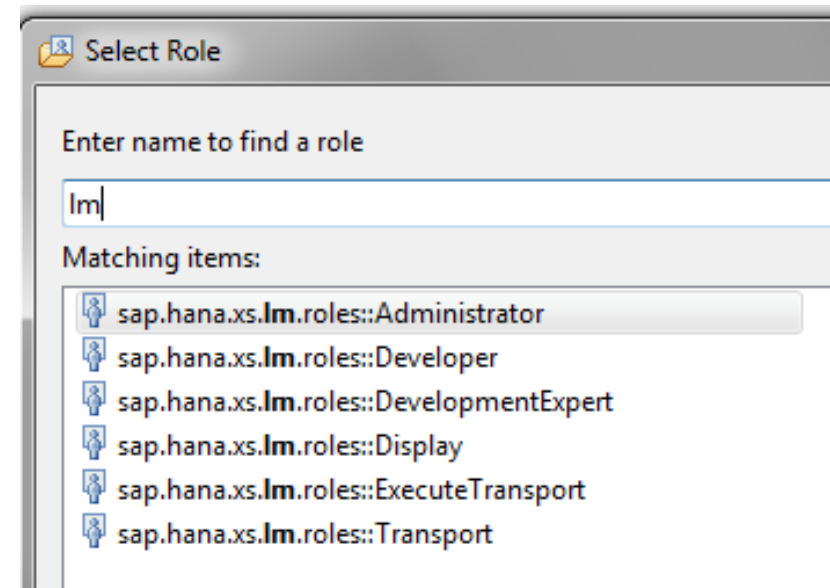 Select Role
Enter name to find a role
lm
Matching items:
sap.hana.xs.lm.roles::Administrator
sap.hana.xs.lm.roles::Developer
sap.hana.xs.lm.roles::DevelopmentExpert
sap.hana.xs.lm.roles::Display
sap.hana.xs.lm.roles::ExecuteTransport
sap.hana.xs.lm.roles::Transport